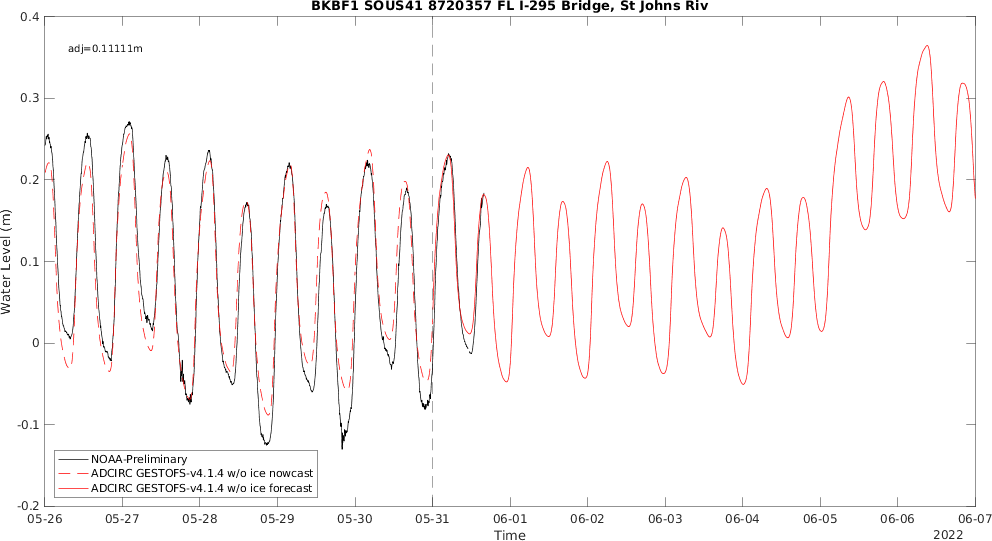 BKBF1 SOUS41 8720357 FL I-295 Bridge, St Johns Riv
adj=0.11111m
0.4
0.3
0.2
0.1
0
-0.1
-0.2
Water Level (m)
NOAA-Preliminary
ADCIRC GESTOFS-v4.1.4 w/o ice nowcast
ADCIRC GESTOFS-v4.1.4 w/o ice forecast
05-26 05-27 05-28 05-29 05-30 05-31 06-01 06-02 06-03 06-04 06-05 06-06 06-07
Time
2022